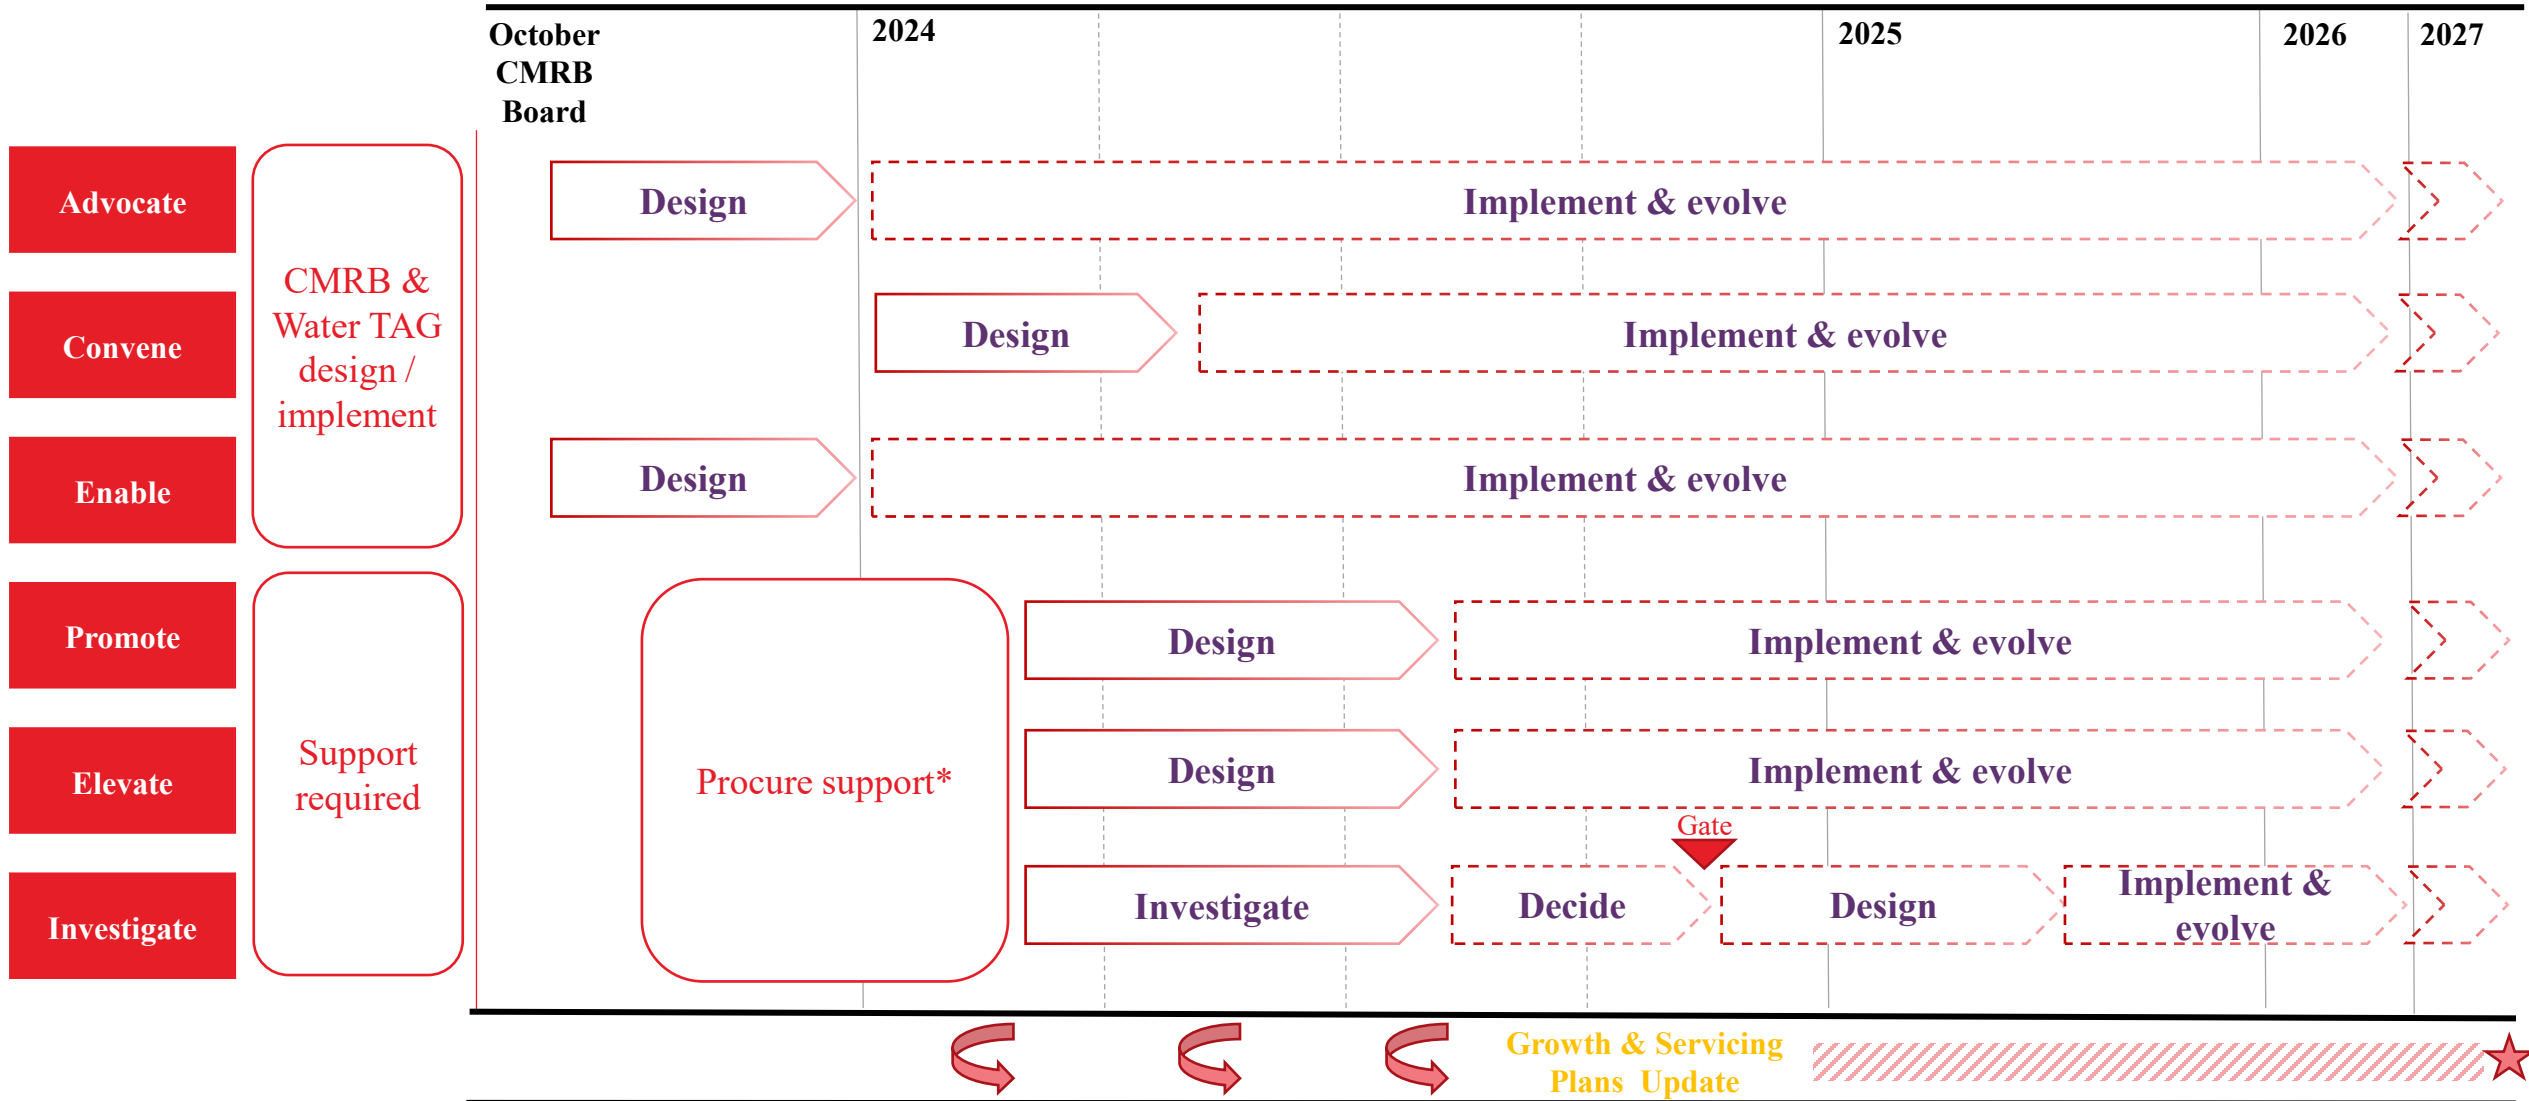 October
CMRB
Board
2024
2025
2026
2027
Advocate
Convene
Enable
Promote
Elevate
Investigate
CMRB &
Water TAG
design /
implement
Support
required
Design
Implement & evolve
Design
Implement & evolve
Design
Implement & evolve
Procure support*
Design
Implement & evolve
Design
Implement & evolve
Gate
Investigate
Decide
Design
Implement &
evolve
Growth & Servicing
Plans Update